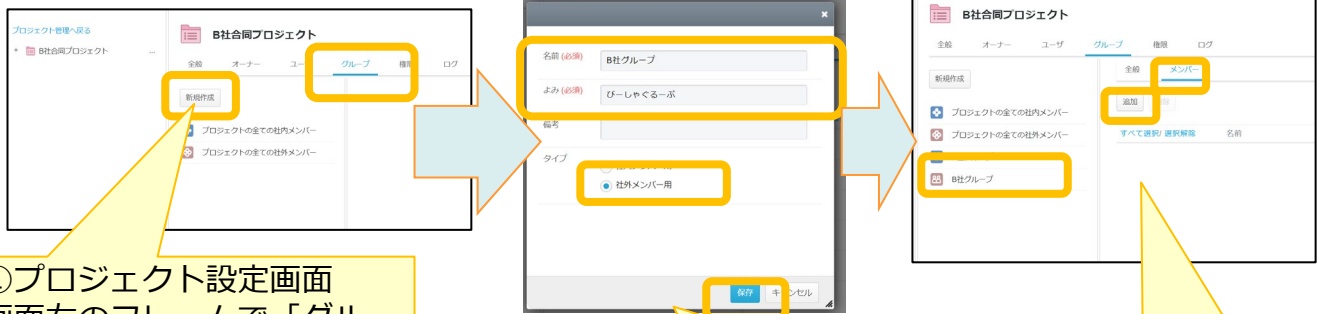 プロジェクト管理へ戻る
B社合同プロジェクト ...
B社合同プロジェクト
全般 オーナー ユー グループ 権限 ログ
新規作成
プロジェクトの全ての社内メンバー
プロジェクトの全ての社外メンバー
プロジェクト設定画面
×
名前 (必須) B社グループ
よみ (必須) びーしゃぐるーぷ
備考
タイプ
社外メンバー用
保存 キャンセル
B社合同プロジェクト
全般 オーナー ユーザ グループ 権限 ログ
新規作成
プロジェクトの全ての社内メンバー
プロジェクトの全ての社外メンバー
B社グループ
全般 メンバー
追加
すべて選択/ 選択解除 名前